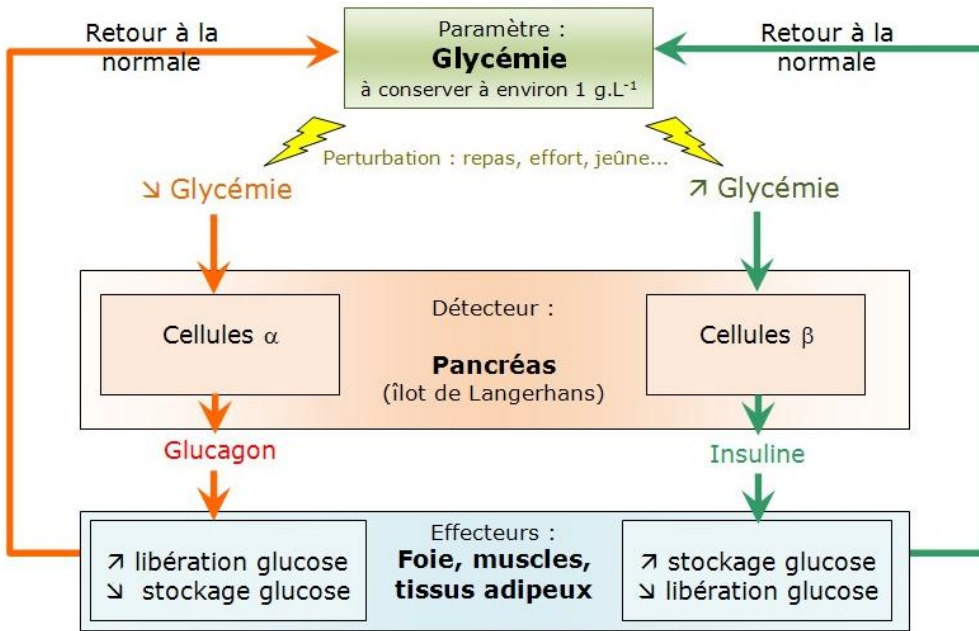 Retour à la
normale
Paramètre :
Glycémie
à conserver à environ 1 g.L⁻¹
Retour à la
normale
Perturbation : repas, effort, jeûne...
↘ Glycémie
↗ Glycémie
Détecteur :
Cellules α
Cellules β
Pancréas
(îlot de Langerhans)
Glucagon
Insuline
Effecteurs :
Foie, muscles,
tissus adipeux
↗ libération glucose
↘ stockage glucose
↗ stockage glucose
↘ libération glucose